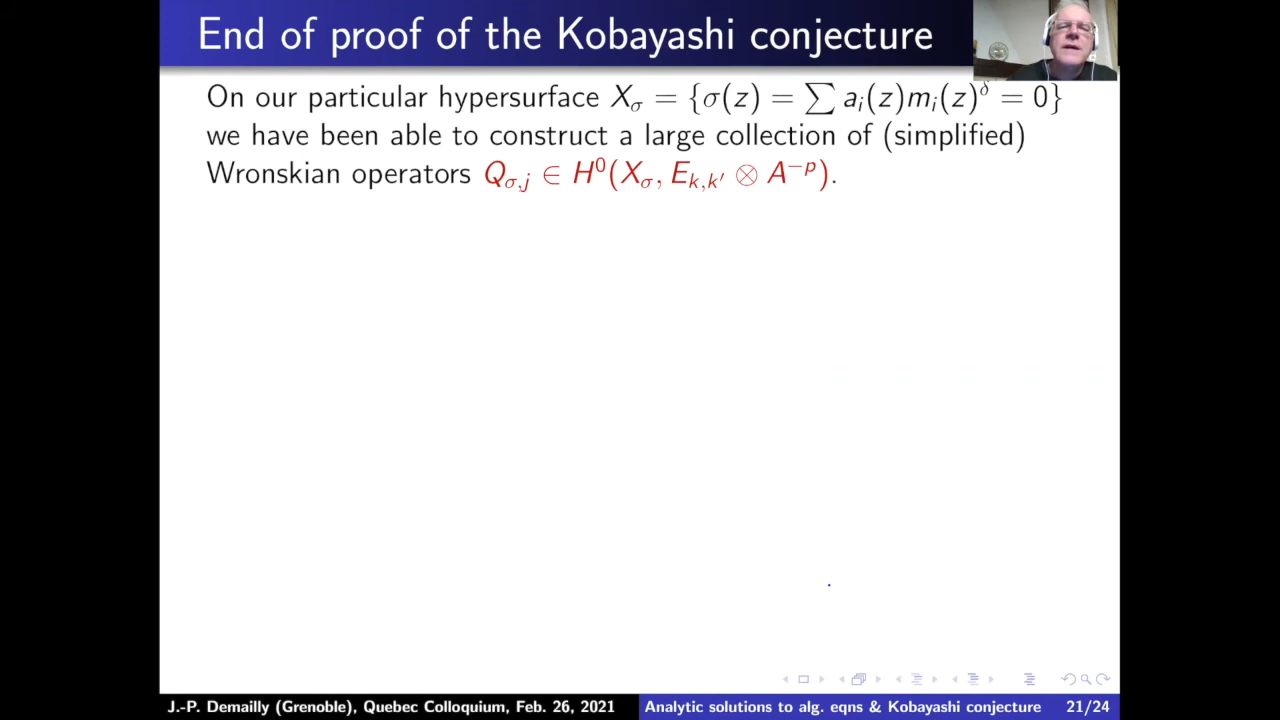 End of proof of the Kobayashi conjecture
On our particular hypersurface X_σ = {σ(z) = ∑ a_i(z)m_i(z)^δ = 0}
we have been able to construct a large collection of (simplified)
Wronskian operators Q_{σ,j} ∈ H^0(X_σ, E_{k,k′} ⊗ A^{−p}).
J.-P. Demailly (Grenoble), Quebec Colloquium, Feb. 26, 2021
Analytic solutions to alg. eqns & Kobayashi conjecture
21/24